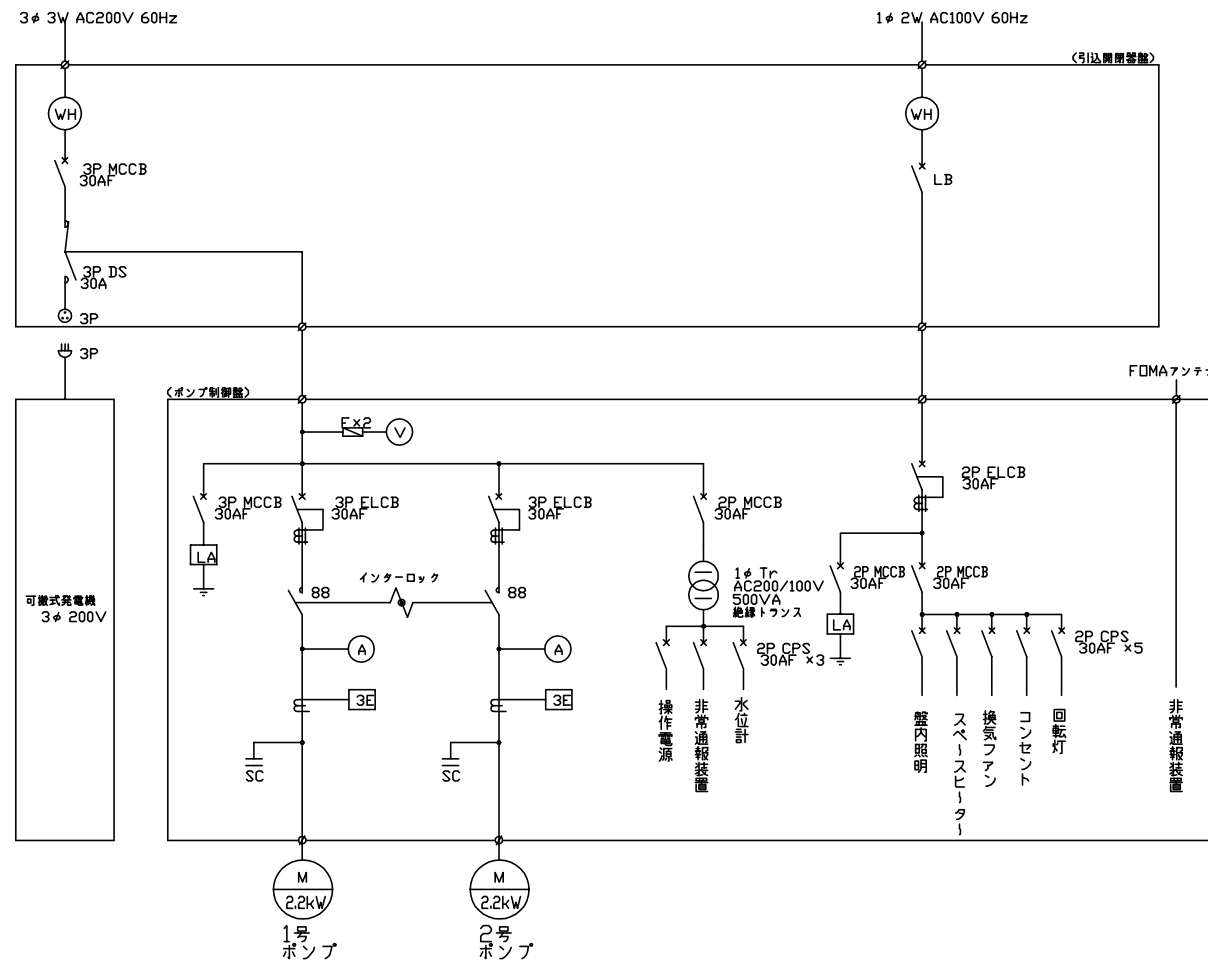 3φ 3W AC200V 60Hz
1φ 2W AC100V 60Hz
(引込開閉器盤)
WH
WH
3P MCCB
30AF
LB
3P DS
30A
3P
3P
FOMAアンテナ
(ポンプ制御盤)
Fx2
V
3P MCCB
30AF
3P ELCB
30AF
3P ELCB
30AF
2P MCCB
30AF
2P ELCB
30AF
LA
インターロック
88
88
1φ Tr
AC200/100V
500VA
絶縁トランス
2P MCCB
30AF
2P MCCB
30AF
LA
可搬式発電機
3φ 200V
A
A
2P CPS
30AF ×3
2P CPS
30AF ×5
3E
3E
操作電源
非常通報装置
水位計
盤内照明
スペースヒーター
換気ファン
コンセント
回転灯
非常通報装置
SC
SC
M
2.2kW
M
2.2kW
1号
ポンプ
2号
ポンプ